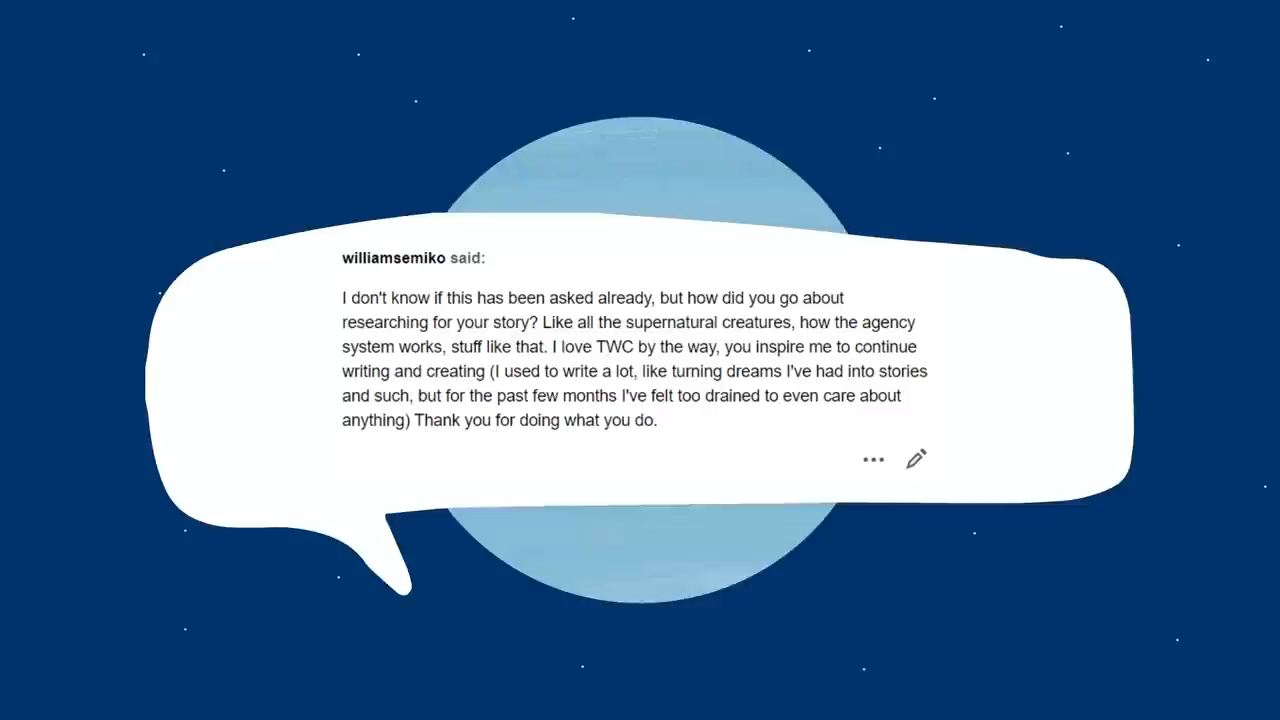 williamsemiko said:
I don't know if this has been asked already, but how did you go about
researching for your story? Like all the supernatural creatures, how the agency
system works, stuff like that. I love TWC by the way, you inspire me to continue
writing and creating (I used to write a lot, like turning dreams I've had into stories
and such, but for the past few months I've felt too drained to even care about
anything) Thank you for doing what you do.